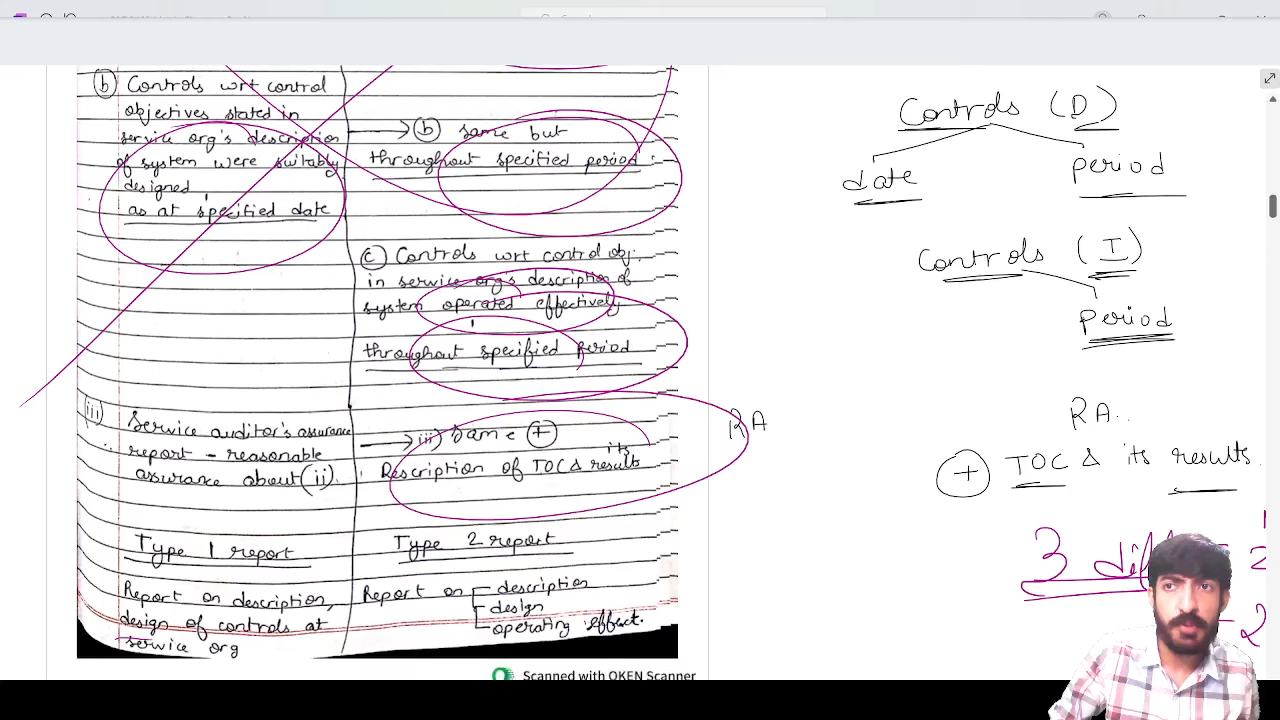 (b) Controls wrt control
objectives stated in
service org's description
of system were suitably
designed
as at specified date
→ (b) same but
throughout specified period
(c) Controls wrt control obj.
in service org's description of
system operated effectively
throughout specified period
(iii) Service auditor's assurance
report - reasonable
assurance about (ii).
→ iii) Same (+)
Description of TOC & its results
Type 1 report
Report on description,
design of controls at
service org
Type 2 report
Report on description
design
operating effect.
RA
Controls (D)
date period
Controls (I)
period
RA..
(+) TOC & its results.
3
2
Scanned with OKEN Scanner